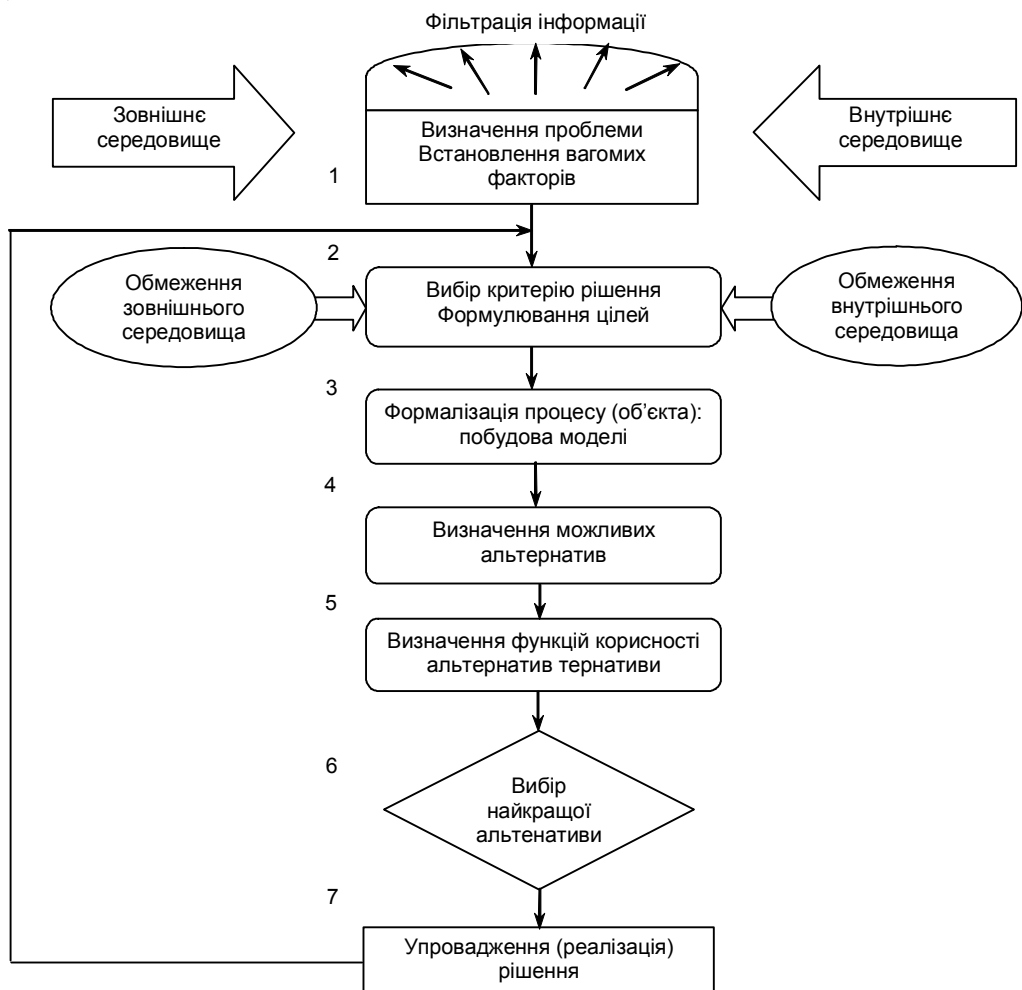 Фільтрація інформації
Зовнішнє
середовище
Визначення проблеми
Встановлення вагомих
факторів
Внутрішнє
середовище
1
2
Обмеження
зовнішнього
середовища
Вибір критерію рішення
Формулювання цілей
Обмеження
внутрішнього
середовища
3
Формалізація процесу (об’єкта):
побудова моделі
4
Визначення можливих
альтернатив
5
Визначення функцій корисності
альтернатив тернативи
6
Вибір
найкращої
альтенативи
7
Упровадження (реалізація)
рішення